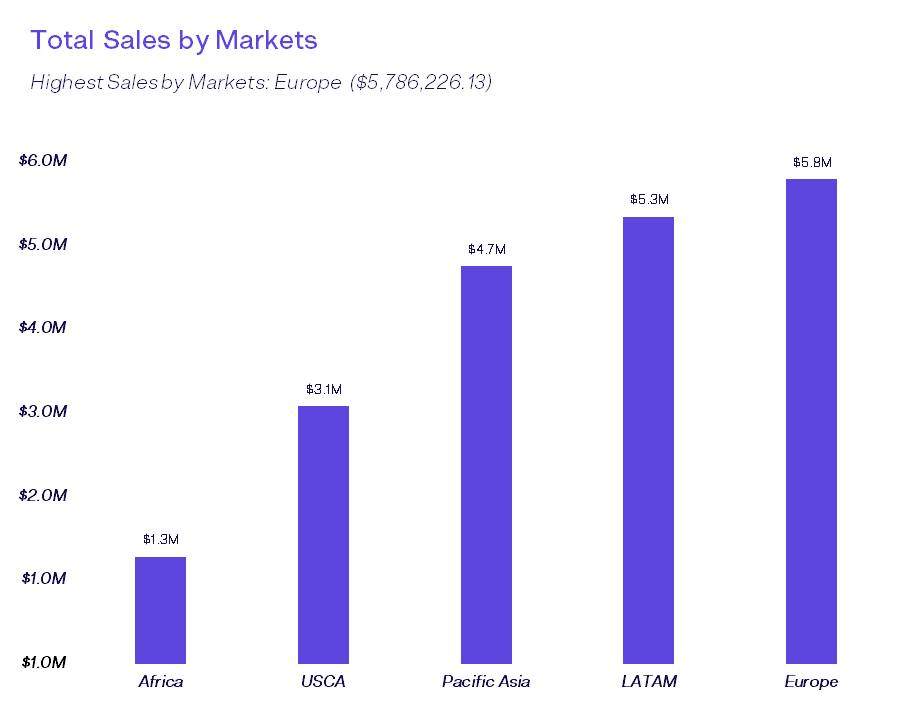 Total Sales by Markets
Highest Sales by Markets: Europe ($5,786,226.13)
$6.0M
$5.0M
$4.0M
$3.0M
$2.0M
$1.0M
$1.0M
$1.3M
$3.1M
$4.7M
$5.3M
$5.8M
Africa
USCA
Pacific Asia
LATAM
Europe